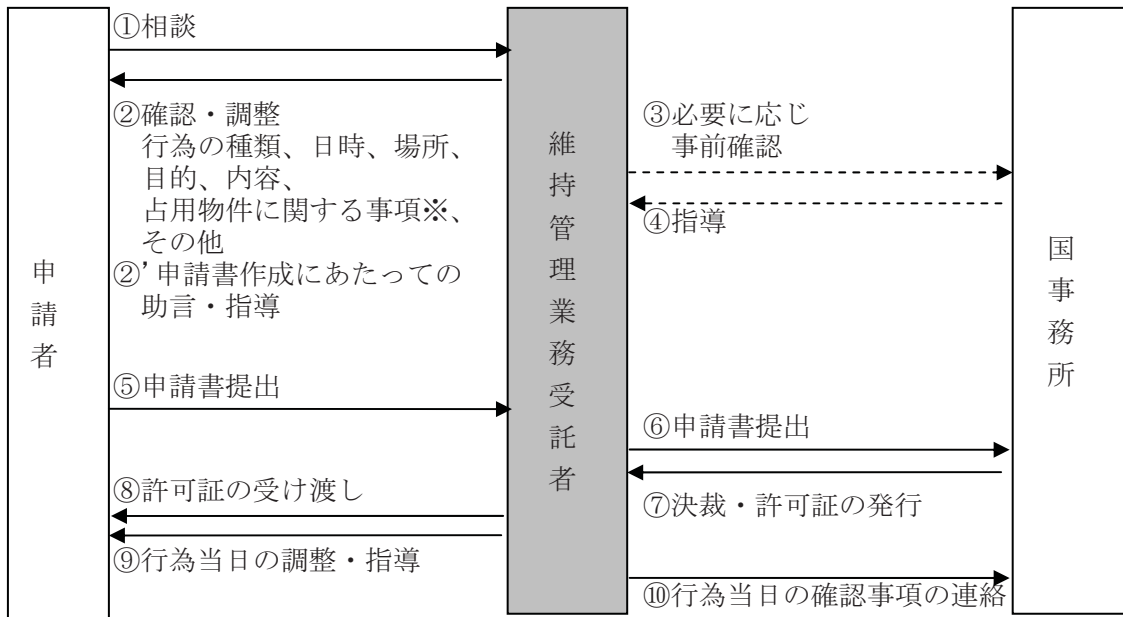 申請者
①相談
②確認・調整
行為の種類、日時、場所、
目的、内容、
占用物件に関する事項※、
その他
②’申請書作成にあたっての
助言・指導
⑤申請書提出
⑧許可証の受け渡し
⑨行為当日の調整・指導
維持管理業務受託者
③必要に応じ
事前確認
④指導
⑥申請書提出
⑦決裁・許可証の発行
⑩行為当日の確認事項の連絡
国事務所